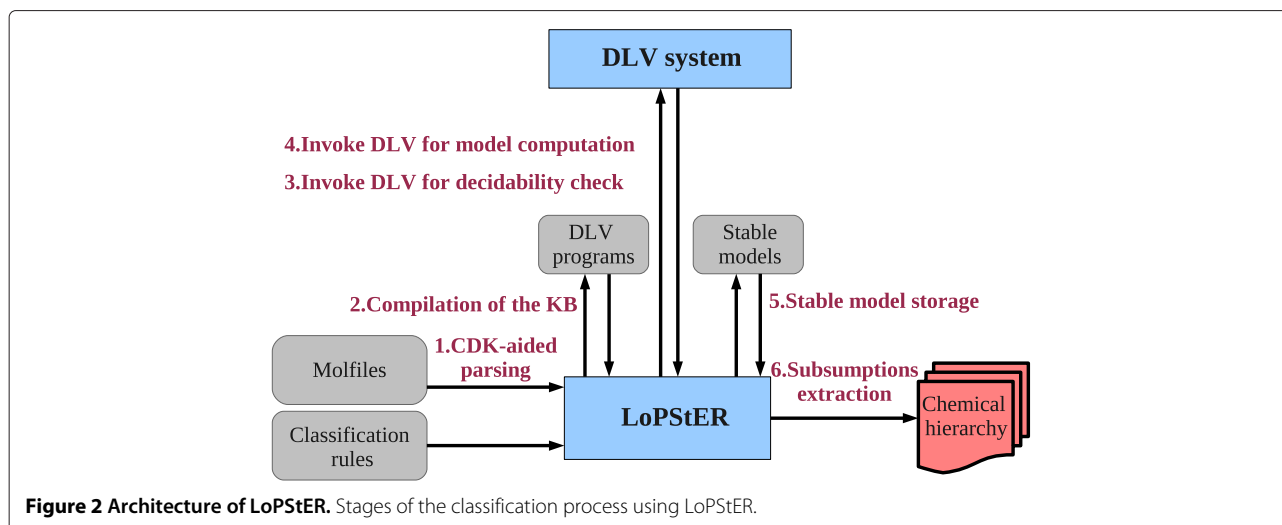 DLV system
4.Invoke DLV for model computation
3.Invoke DLV for decidability check
DLV
programs
Stable
models
2.Compilation of the KB
5.Stable model storage
Molfiles
1.CDK-aided
parsing
6.Subsumptions
extraction
LoPStER
Chemical
hierarchy
Classification
rules
Figure 2 Architecture of LoPStER. Stages of the classification process using LoPStER.